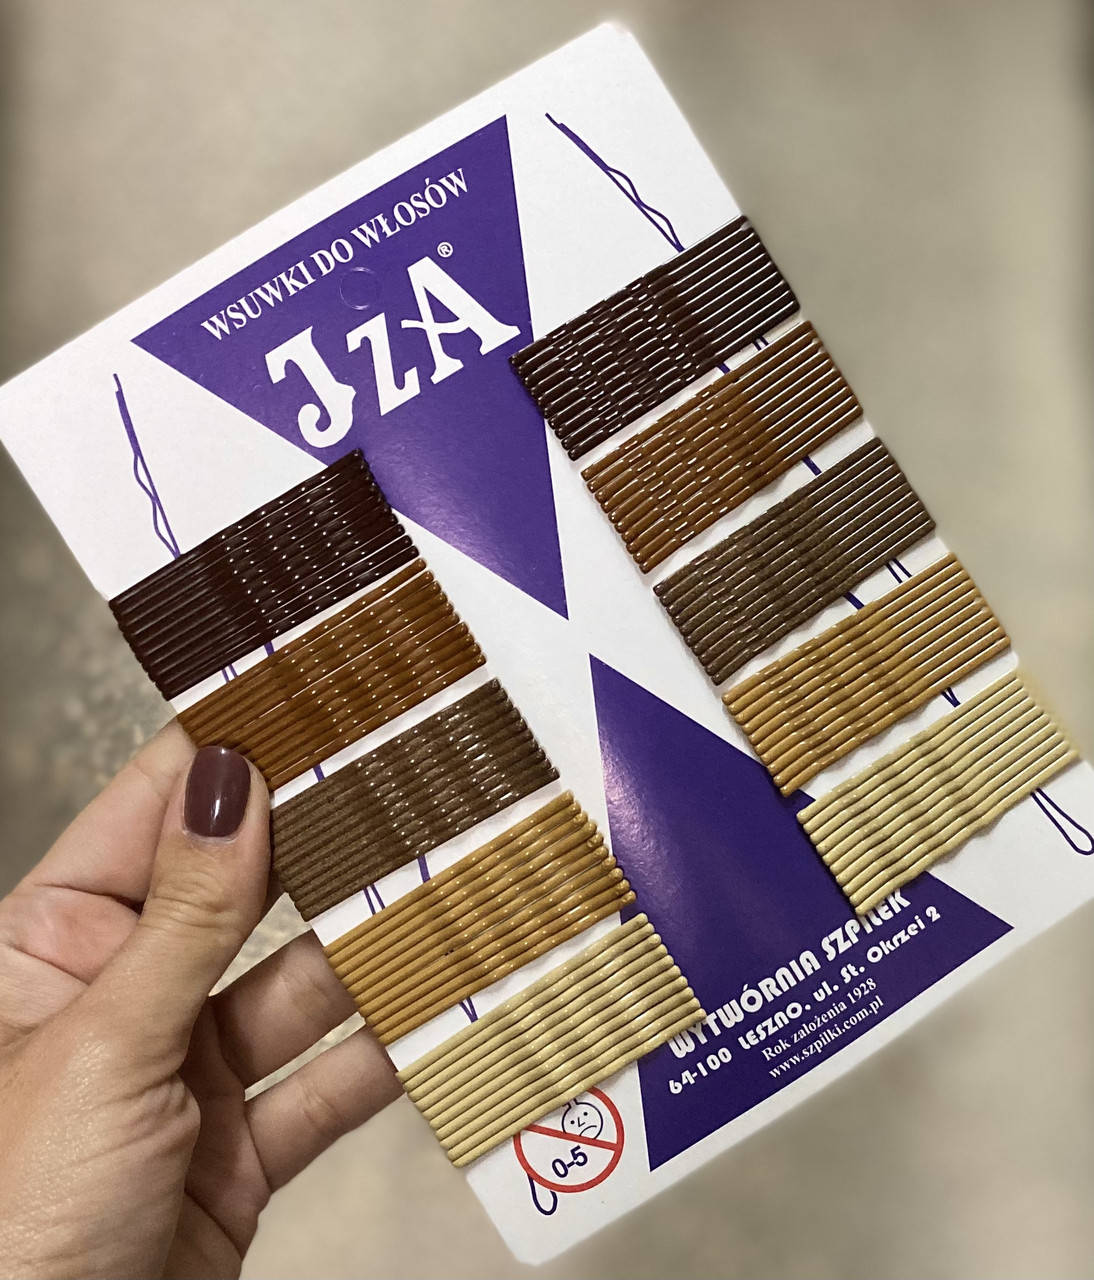 WSUWKI DO WŁOSÓW
JZA®
WYTWÓRNIA SZPILEK
64-100 LESZNO. ul. St. Okrzei 2
Rok założenia 1928
www.szpilki.com.pl
0-5